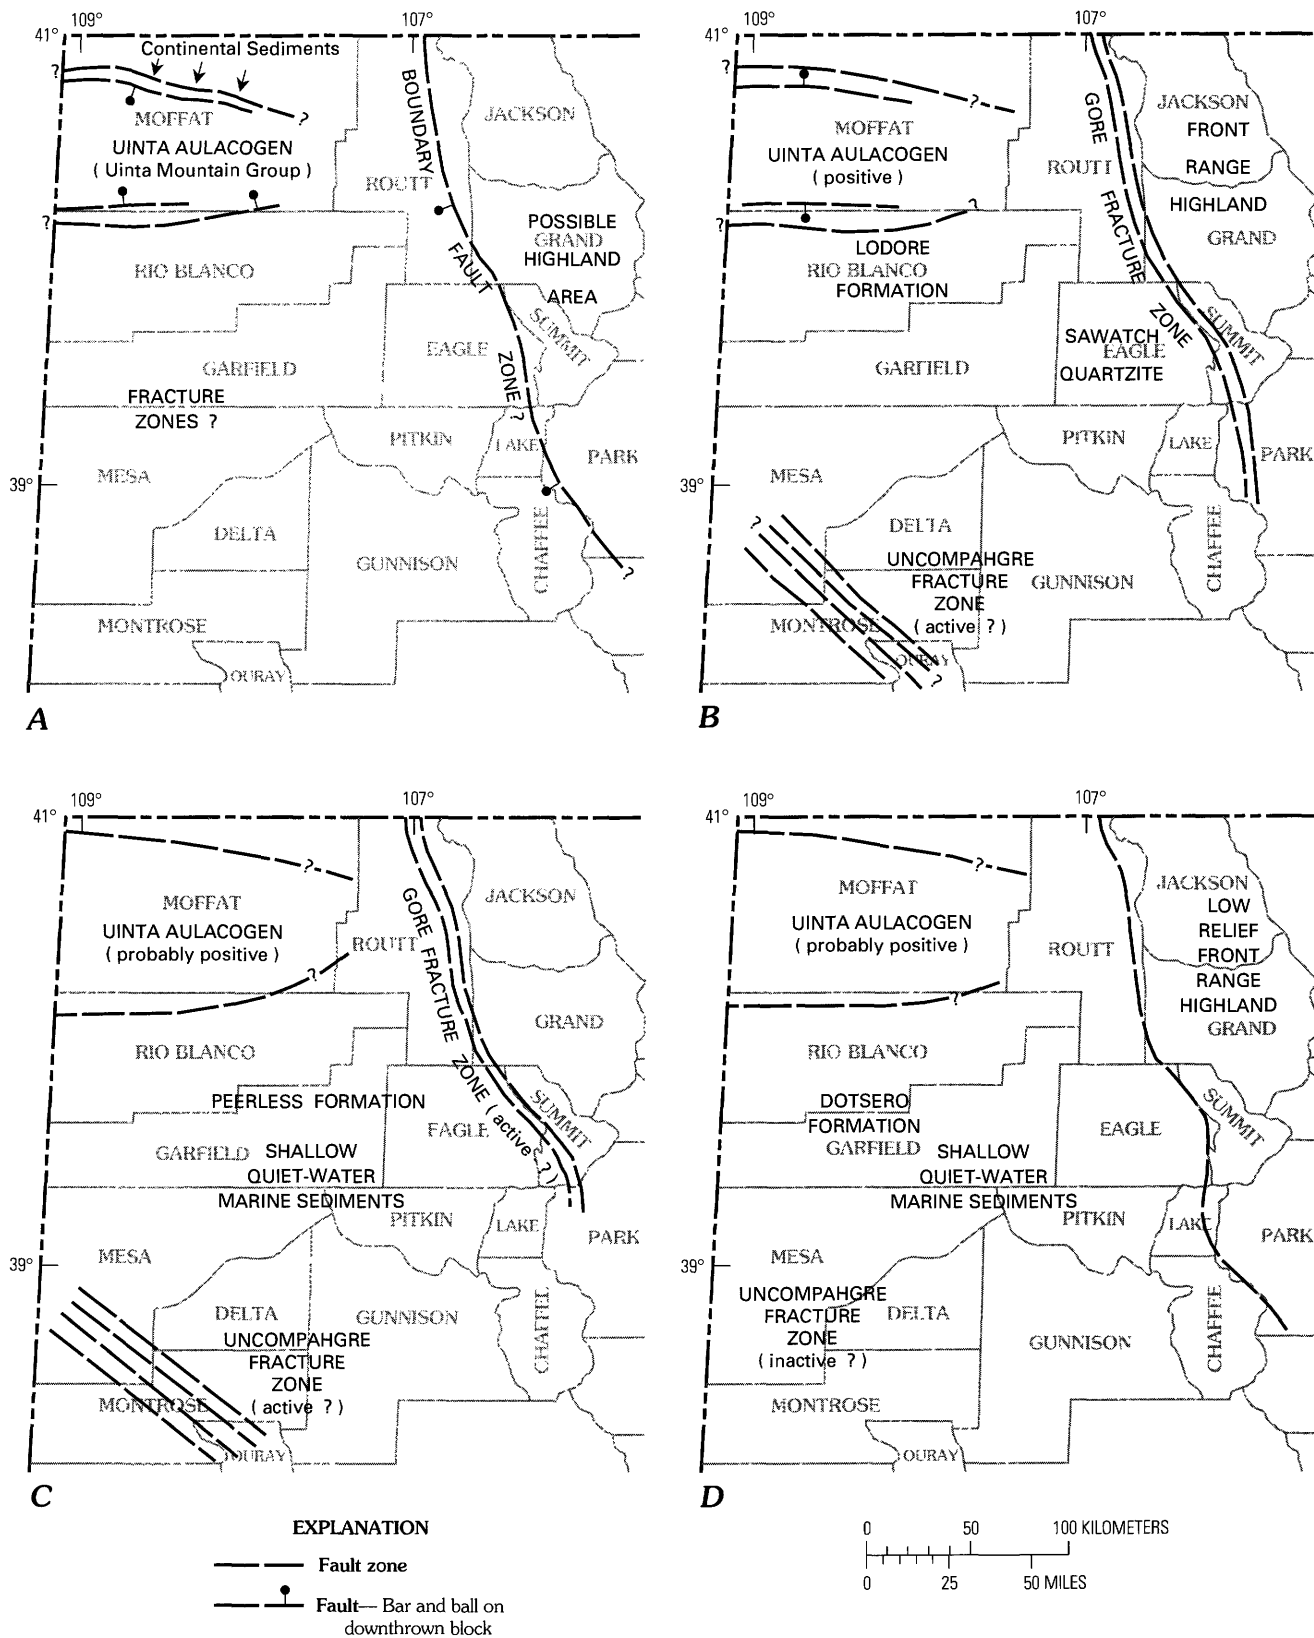 109°
107°
41°
Continental Sediments
?
?
MOFFAT
UINTA AULACOGEN
( Uinta Mountain Group )
?
BOUNDARY
FAULT
ZONE ?
JACKSON
ROUTT
POSSIBLE
GRAND
HIGHLAND
AREA
RIO BLANCO
SUMMIT
EAGLE
GARFIELD
FRACTURE
ZONES ?
PITKIN
LAKE
PARK
MESA
39°
DELTA
GUNNISON
CHAFFEE
?
MONTROSE
OURAY
A
109°
107°
41°
?
?
JACKSON
FRONT
RANGE
HIGHLAND
GRAND
GORE
FRACTURE
ZONE
MOFFAT
UINTA AULACOGEN
( positive )
ROUTT
?
?
LODORE
RIO BLANCO
FORMATION
SUMMIT
SAWATCH
EAGLE
QUARTZITE
GARFIELD
PITKIN
LAKE
PARK
MESA
39°
?
DELTA
UNCOMPAHGRE
FRACTURE
ZONE
( active ? )
GUNNISON
CHAFFEE
MONTROSE
OURAY
?
B
109°
107°
41°
?
MOFFAT
UINTA AULACOGEN
( probably positive )
?
JACKSON
ROUTT
GORE FRACTURE ZONE ( active ? )
GRAND
RIO BLANCO
PEERLESS FORMATION
SUMMIT
EAGLE
GARFIELD
SHALLOW
QUIET-WATER
MARINE SEDIMENTS
PITKIN
LAKE
PARK
MESA
39°
DELTA
GUNNISON
CHAFFEE
UNCOMPAHGRE
FRACTURE
ZONE
( active ? )
MONTROSE
OURAY
C
109°
107°
41°
?
MOFFAT
UINTA AULACOGEN
( probably positive )
?
ROUTT
JACKSON
LOW
RELIEF
FRONT
RANGE
HIGHLAND
GRAND
RIO BLANCO
DOTSERO
FORMATION
GARFIELD
SUMMIT
EAGLE
SHALLOW
QUIET-WATER
MARINE SEDIMENTS
PITKIN
LAKE
PARK
MESA
39°
UNCOMPAHGRE
FRACTURE
ZONE
( inactive ? )
DELTA
GUNNISON
CHAFFEE
MONTROSE
OURAY
D
EXPLANATION
Fault zone
Fault— Bar and ball on
downthrown block
0 50 100 KILOMETERS
0 25 50 MILES